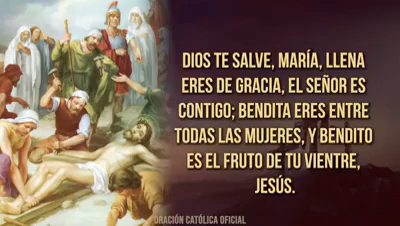 DIOS TE SALVE, MARÍA, LLENA
ERES DE GRACIA, EL SEÑOR ES
CONTIGO; BENDITA ERES ENTRE
TODAS LAS MUJERES, Y BENDITO
ES EL FRUTO DE TU VIENTRE,
JESÚS.
ORACIÓN CATÓLICA OFICIAL